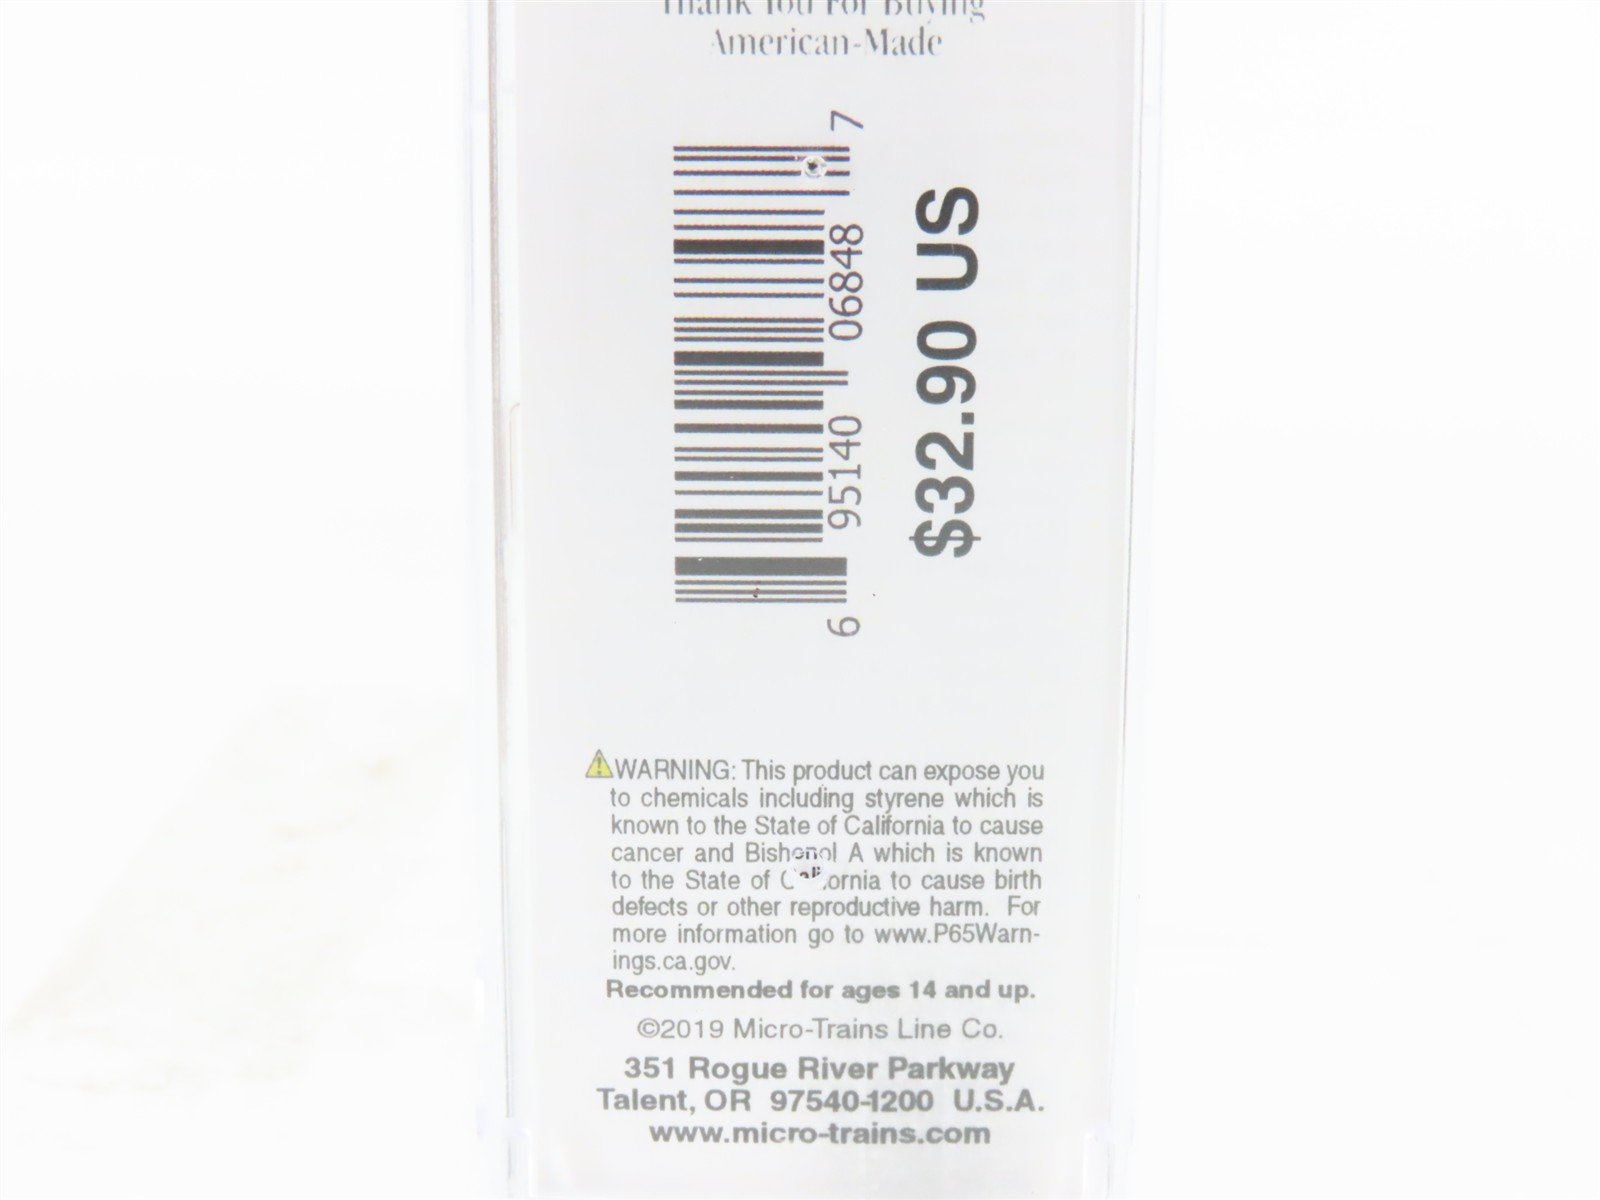 Thank You For Buying
American-Made
6 95140 06848 7
$32.90 US
WARNING: This product can expose you
to chemicals including styrene which is
known to the State of California to cause
cancer and Bishenol A which is known
to the State of California to cause birth
defects or other reproductive harm. For
more information go to www.P65Warn-
ings.ca.gov.
Recommended for ages 14 and up.
©2019 Micro-Trains Line Co.
351 Rogue River Parkway
Talent, OR 97540-1200 U.S.A.
www.micro-trains.com